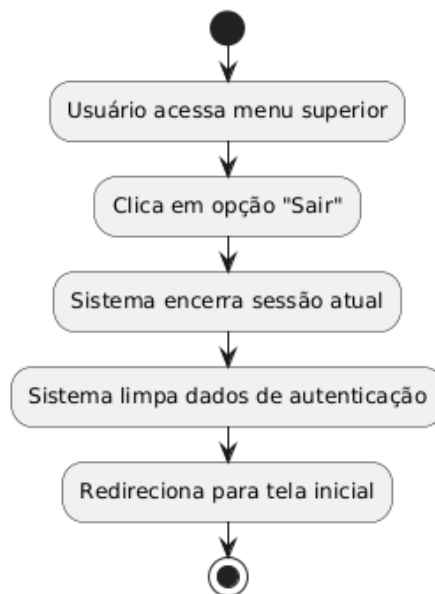 Usuário acessa menu superior
Clica em opção "Sair"
Sistema encerra sessão atual
Sistema limpa dados de autenticação
Redireciona para tela inicial